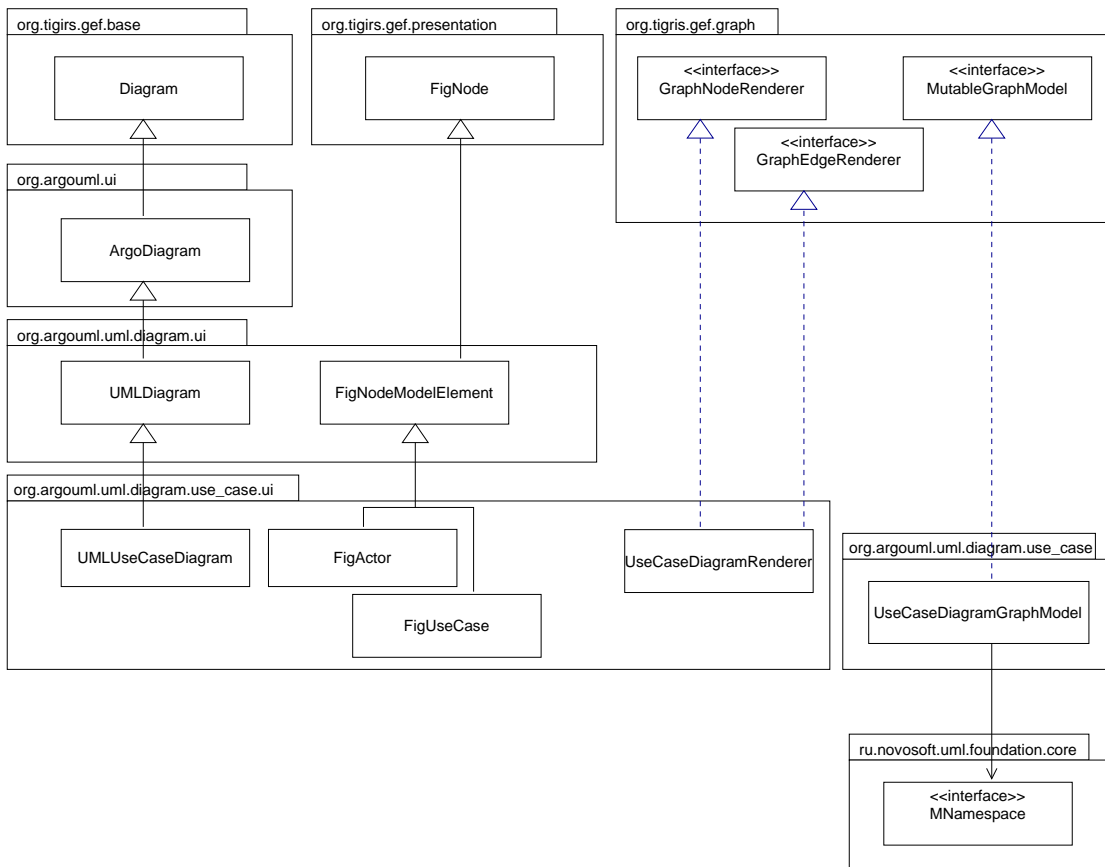 org.tigirs.gef.base
org.tigirs.gef.presentation
org.tigris.gef.graph
Diagram
FigNode
<<interface>>
GraphNodeRenderer
<<interface>>
MutableGraphModel
<<interface>>
GraphEdgeRenderer
org.argouml.ui
ArgoDiagram
org.argouml.uml.diagram.ui
UMLDiagram
FigNodeModelElement
org.argouml.uml.diagram.use_case.ui
UMLUseCaseDiagram
FigActor
FigUseCase
UseCaseDiagramRenderer
org.argouml.uml.diagram.use_case
UseCaseDiagramGraphModel
ru.novosoft.uml.foundation.core
<<interface>>
MNamespace